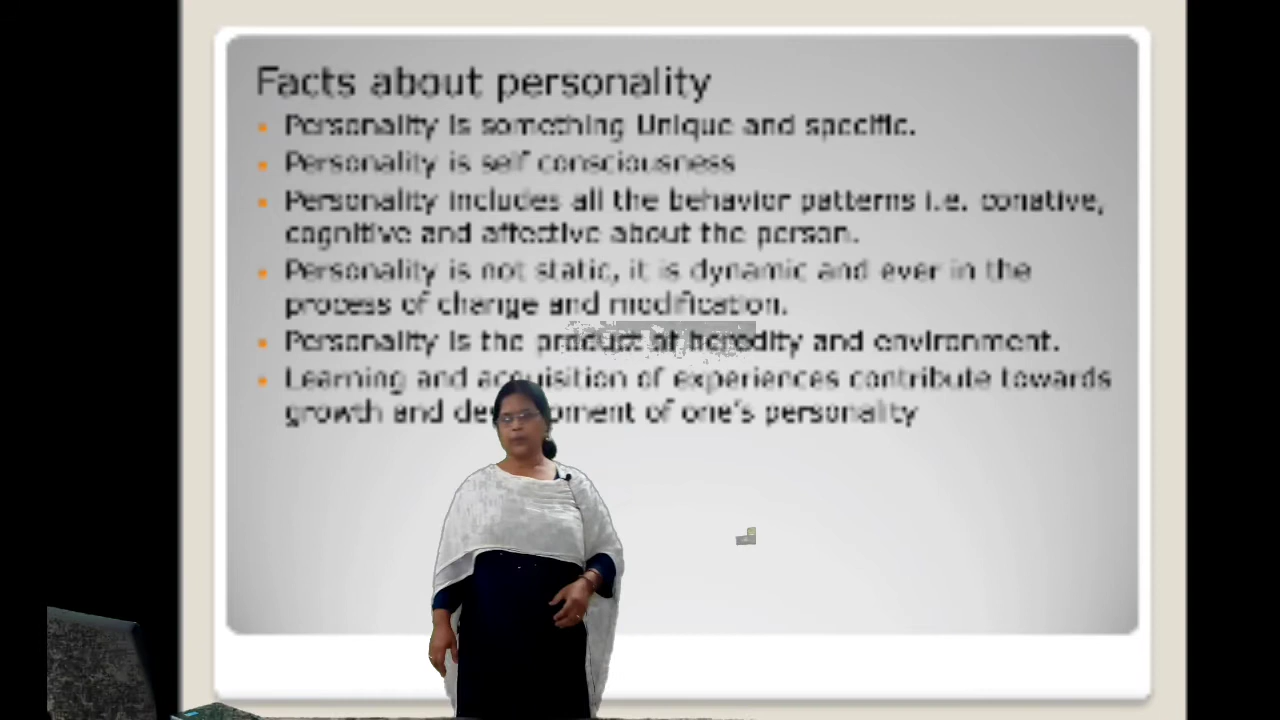 Facts about personality
Personality is something Unique and specific.
Personality is self consciousness
Personality includes all the behavior patterns i.e. conative,
cognitive and affective about the person.
Personality is not static, it is dynamic and ever in the
process of change and modification.
Personality is the product of heredity and environment.
Learning and acquisition of experiences contribute towards
growth and development of one's personality